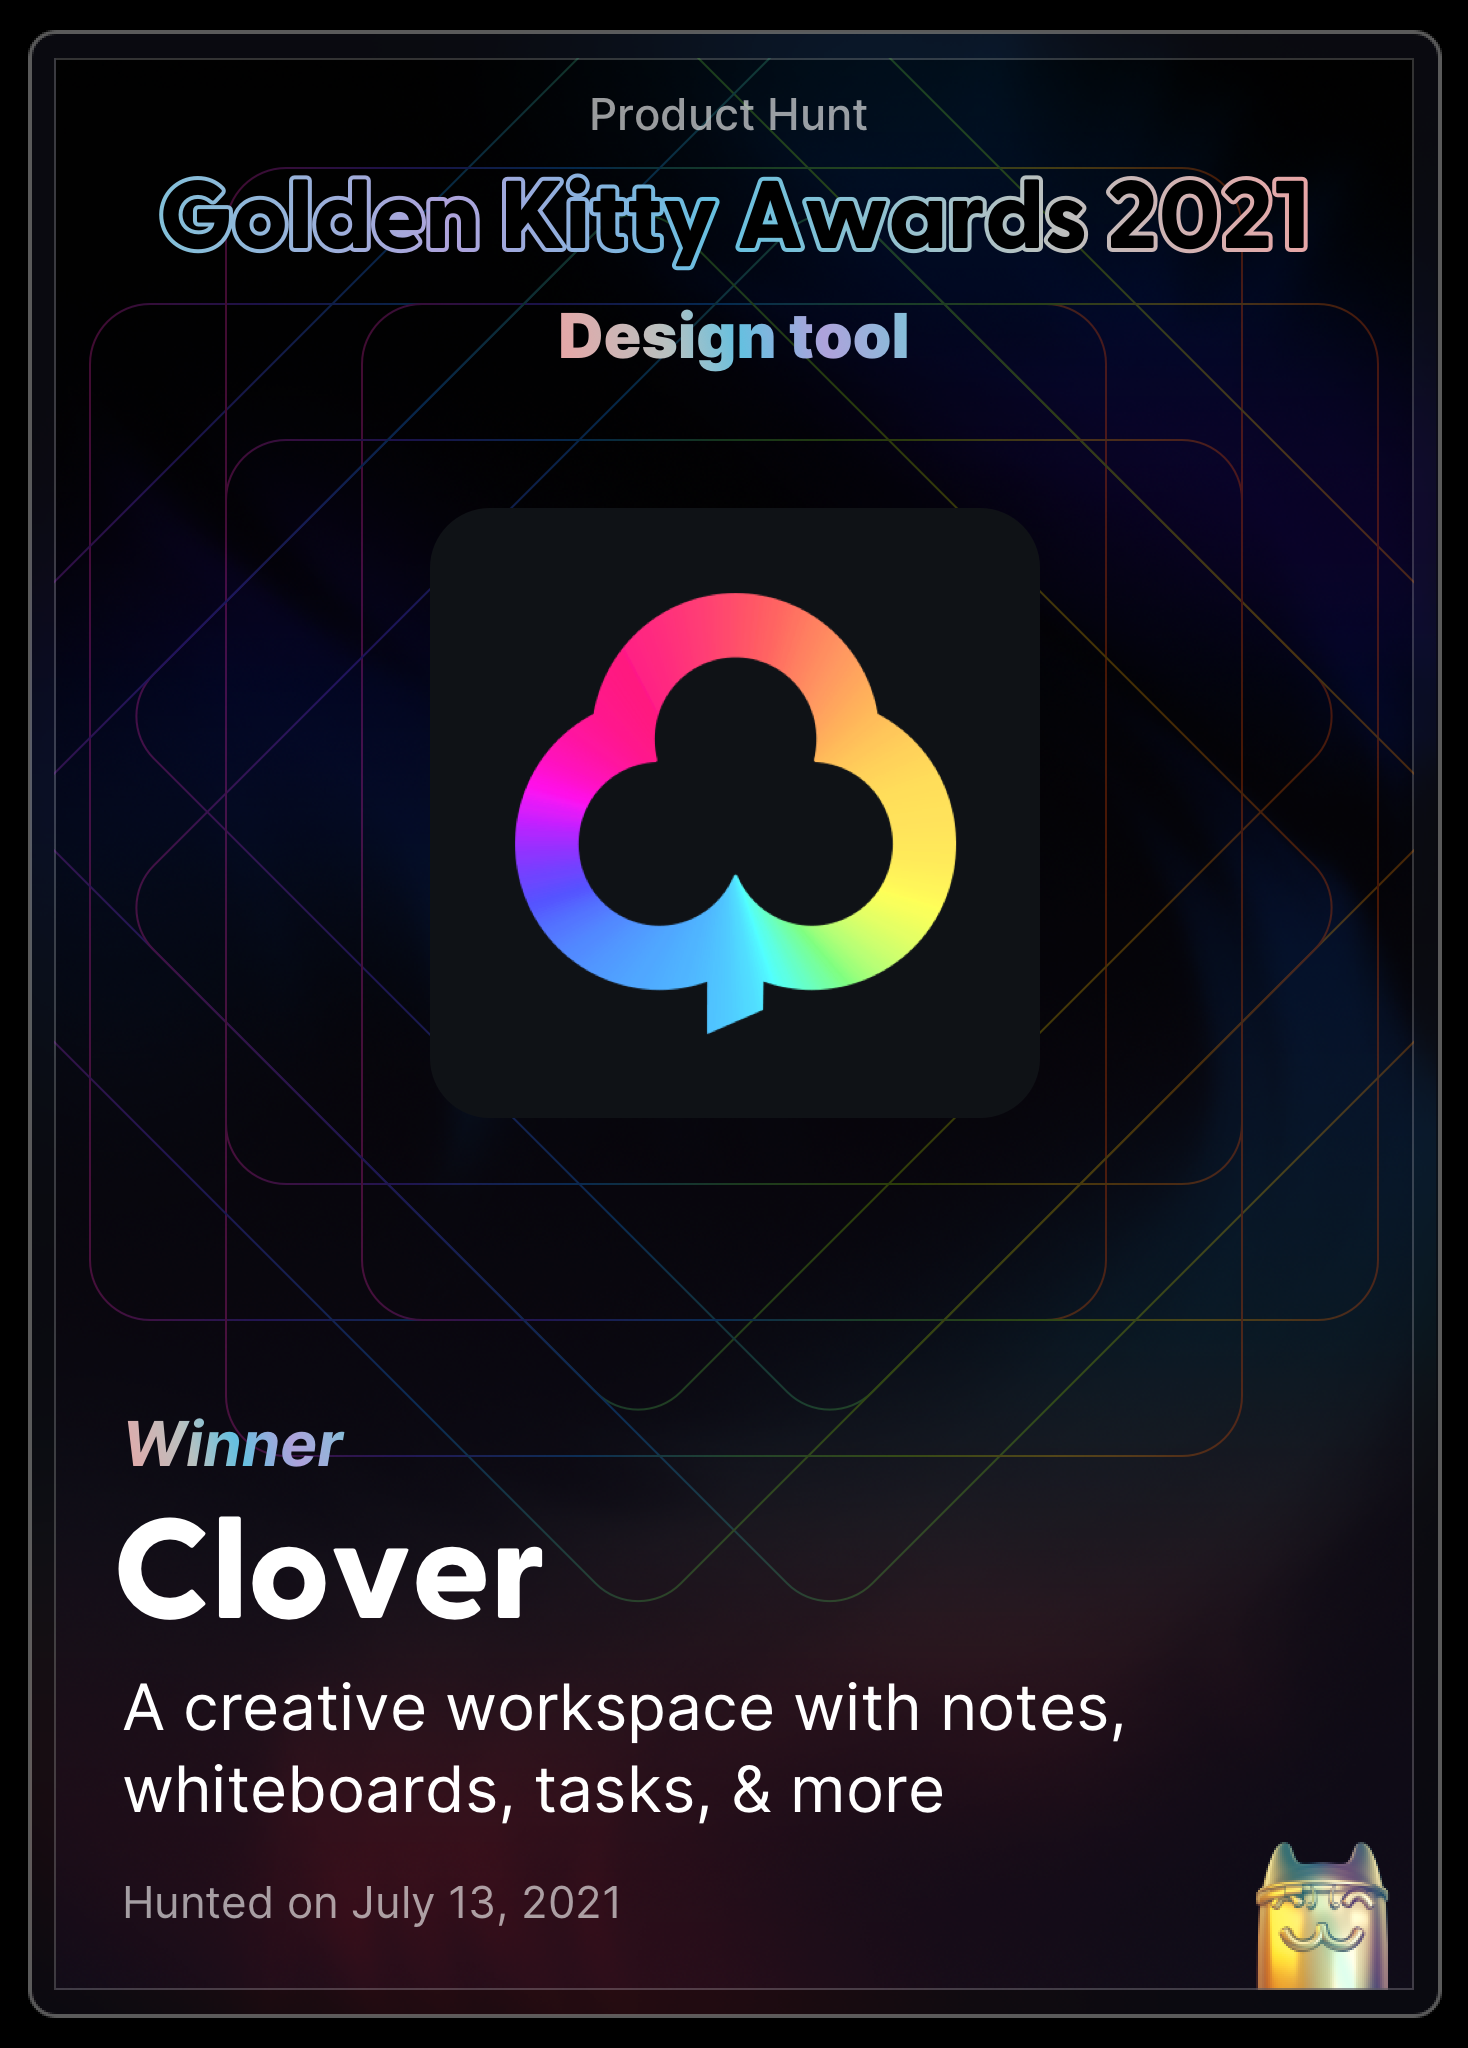 Product Hunt
Golden Kitty Awards 2021
Design tool
Winner
Clover
A creative workspace with notes,
whiteboards, tasks, & more
Hunted on July 13, 2021